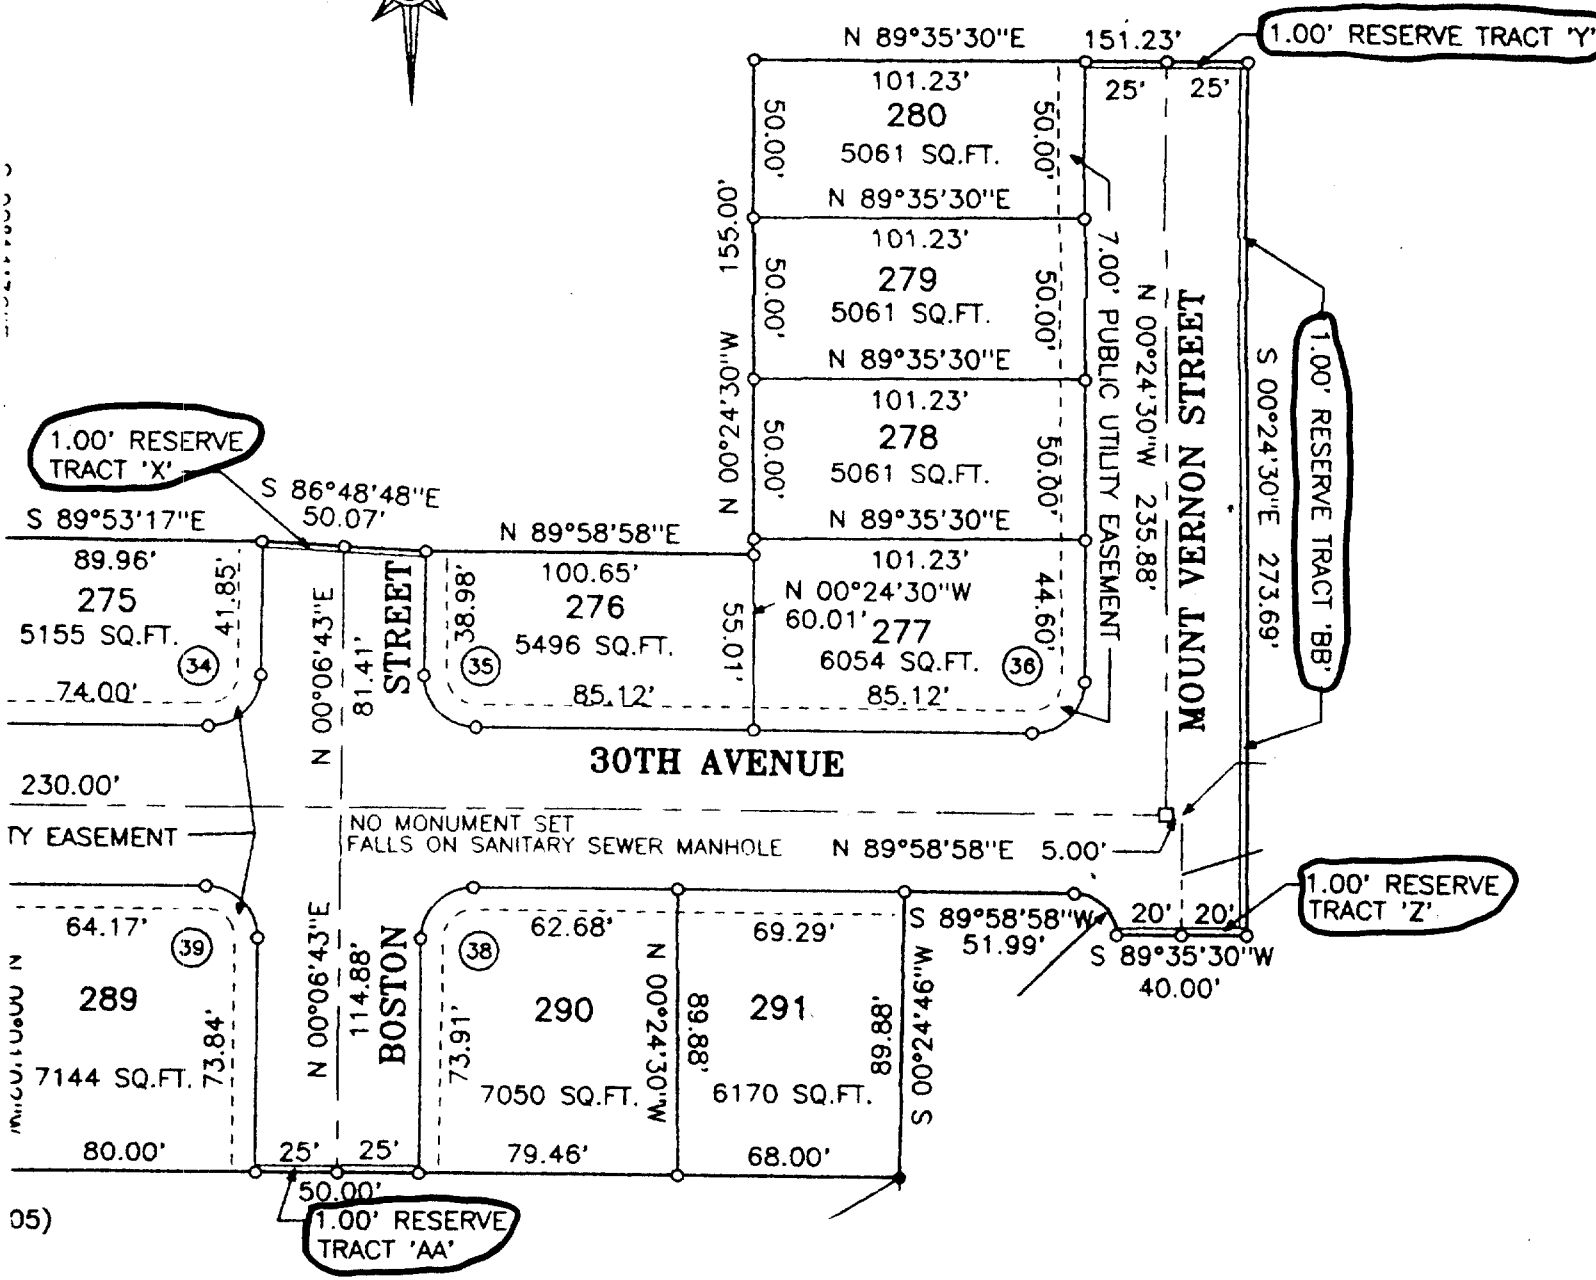 N 89°35'30"E 151.23'
1.00' RESERVE TRACT 'Y'
25' 25'
101.23'
280
5061 SQ.FT.
50.00'
50.00'
N 89°35'30"E
101.23'
279
5061 SQ.FT.
50.00'
50.00'
N 89°35'30"E
101.23'
278
5061 SQ.FT.
50.00'
50.00'
N 89°35'30"E
N 00°24'30"W 155.00'
7.00' PUBLIC UTILITY EASEMENT
N 00°24'30"W 235.88'
MOUNT VERNON STREET
S 00°24'30"E 273.69'
1.00' RESERVE TRACT 'BB'
1.00' RESERVE
TRACT 'X'
S 86°48'48"E
50.07'
S 89°53'17"E
89.96'
275
5155 SQ.FT.
41.85'
34
74.00'
N 00°06'43"E
81.41'
STREET
N 89°58'58"E
100.65'
38.98'
276
5496 SQ.FT.
35
85.12'
55.01'
101.23'
N 00°24'30"W
60.01'
277
6054 SQ.FT.
44.60'
36
85.12'
30TH AVENUE
230.00'
TY EASEMENT
NO MONUMENT SET
FALLS ON SANITARY SEWER MANHOLE
N 89°58'58"E 5.00'
1.00' RESERVE
TRACT 'Z'
20' 20'
S 89°35'30"W
40.00'
S 89°58'58"W
51.99'
64.17'
39
289
7144 SQ.FT.
73.84'
80.00'
N 00°06'43"E
114.88'
BOSTON
62.68'
38
290
73.91'
7050 SQ.FT.
79.46'
N 00°24'30"W
89.88'
69.29'
291
6170 SQ.FT.
89.88'
68.00'
S 00°24'46"W
25' 25'
50.00'
1.00' RESERVE
TRACT 'AA'
05)